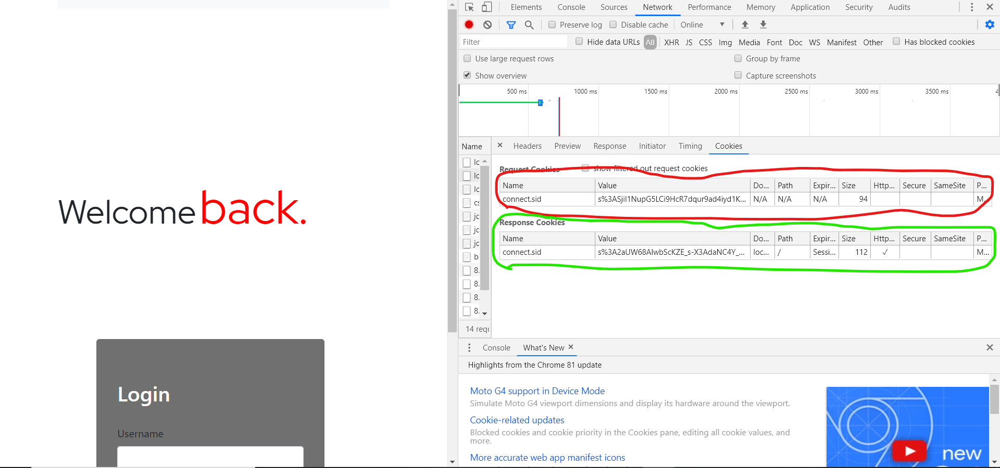 Welcome back.
Login
Username
Elements Console Sources Network Performance Memory Application Security Audits
Preserve log Disable cache Online
Filter Hide data URLs All XHR JS CSS Img Media Font Doc WS Manifest Other Has blocked cookies
Use large request rows Group by frame
Show overview Capture screenshots
500 ms 1000 ms 1500 ms 2000 ms 2500 ms 3000 ms 3500 ms 4
Name Headers Preview Response Initiator Timing Cookies
lc
lc
lc
cs
jc
jc
jc
b
8.
8.
8.
8.
14 requ
Request Cookies show filtered out request cookies
Name Value Do... Path Expir... Size Http... Secure SameSite P...
connect.sid s%3ASjiI1NupG5LCi9HcR7dqur9ad4iyd1K... N/A N/A N/A 94 M...
Response Cookies
Name Value Do... Path Expir... Size Http... Secure SameSite P...
connect.sid s%3A2aUW68AlwbScKZE_s-X3AdaNC4Y_... loc... / Sessi... 112 ✓ M...
Console What's New
Highlights from the Chrome 81 update
Moto G4 support in Device Mode
Simulate Moto G4 viewport dimensions and display its hardware around the viewport.
Cookie-related updates
Blocked cookies and cookie priority in the Cookies pane, editing all cookie values, and
more.
More accurate web app manifest icons
new